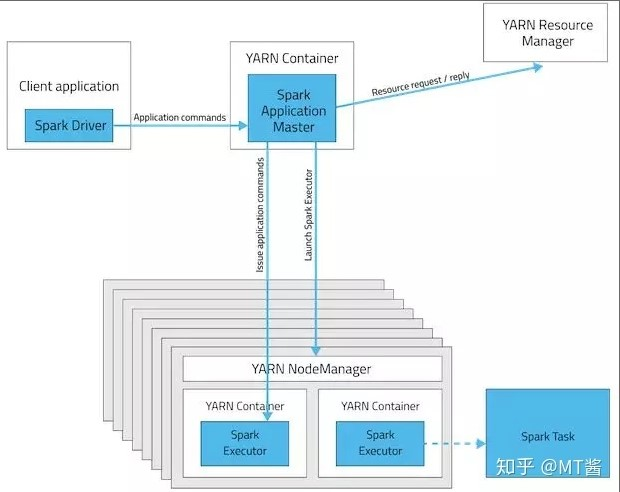 YARN Resource
Manager
YARN Container
Client application
Spark
Application
Master
Spark Driver
Application commands
Resource request / reply
Issue application commands
Launch Spark Executor
YARN NodeManager
YARN Container
YARN Container
Spark
Executor
Spark
Executor
Spark Task
知乎 @MT酱